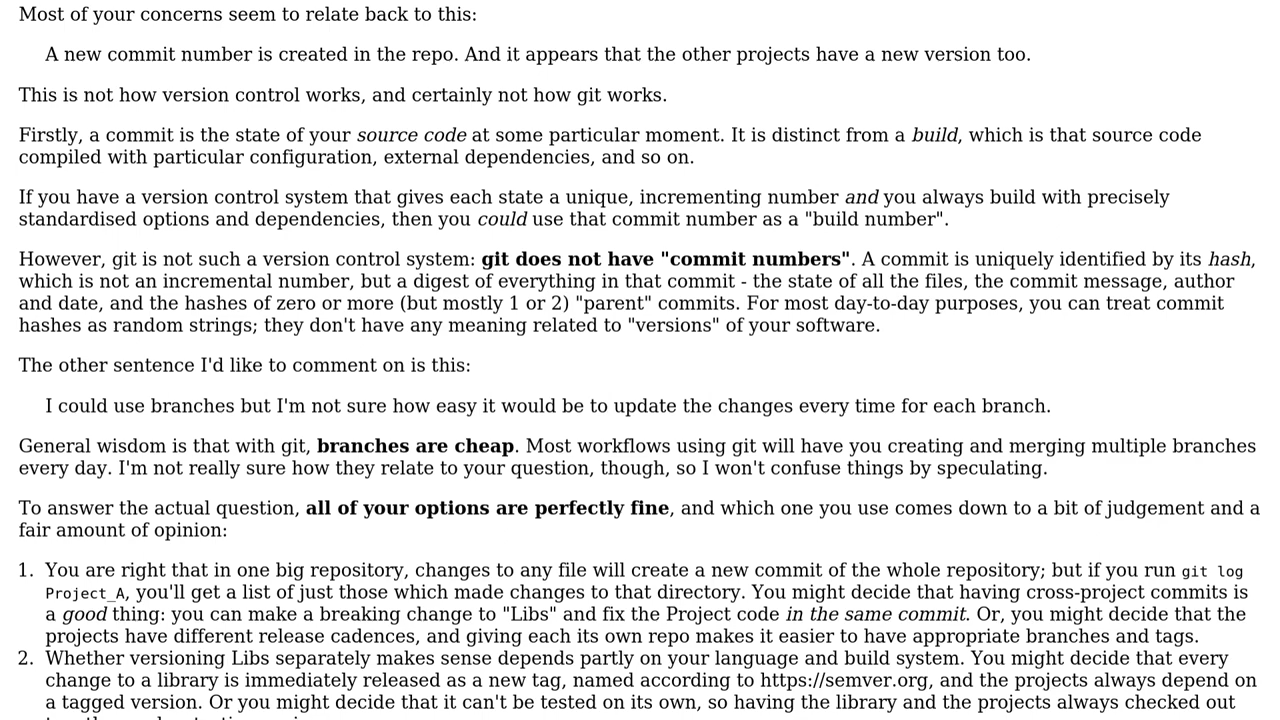 Most of your concerns seem to relate back to this:
A new commit number is created in the repo. And it appears that the other projects have a new version too.
This is not how version control works, and certainly not how git works.
Firstly, a commit is the state of your source code at some particular moment. It is distinct from a build, which is that source code
compiled with particular configuration, external dependencies, and so on.
If you have a version control system that gives each state a unique, incrementing number and you always build with precisely
standardised options and dependencies, then you could use that commit number as a "build number".
However, git is not such a version control system: git does not have "commit numbers". A commit is uniquely identified by its hash,
which is not an incremental number, but a digest of everything in that commit - the state of all the files, the commit message, author
and date, and the hashes of zero or more (but mostly 1 or 2) "parent" commits. For most day-to-day purposes, you can treat commit
hashes as random strings; they don't have any meaning related to "versions" of your software.
The other sentence I'd like to comment on is this:
I could use branches but I'm not sure how easy it would be to update the changes every time for each branch.
General wisdom is that with git, branches are cheap. Most workflows using git will have you creating and merging multiple branches
every day. I'm not really sure how they relate to your question, though, so I won't confuse things by speculating.
To answer the actual question, all of your options are perfectly fine, and which one you use comes down to a bit of judgement and a
fair amount of opinion:
1. You are right that in one big repository, changes to any file will create a new commit of the whole repository; but if you run git log
Project_A, you'll get a list of just those which made changes to that directory. You might decide that having cross-project commits is
a good thing: you can make a breaking change to "Libs" and fix the Project code in the same commit. Or, you might decide that the
projects have different release cadences, and giving each its own repo makes it easier to have appropriate branches and tags.
2. Whether versioning Libs separately makes sense depends partly on your language and build system. You might decide that every
change to a library is immediately released as a new tag, named according to https://semver.org, and the projects always depend on
a tagged version. Or you might decide that it can't be tested on its own, so having the library and the projects always checked out